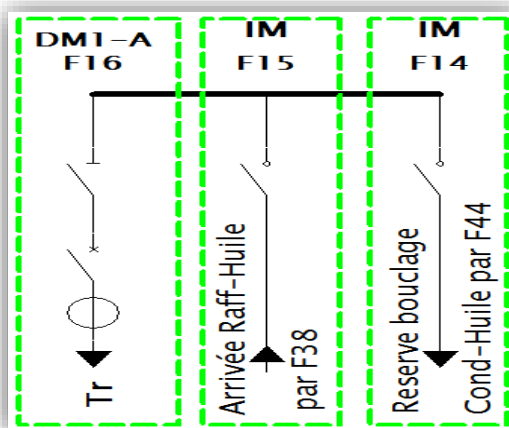 DM1-A
F16
IM
F15
IM
F14
Tr
Arrivée Raff-Huile
par F38
Reserve bouclage
Cond-Huile par F44